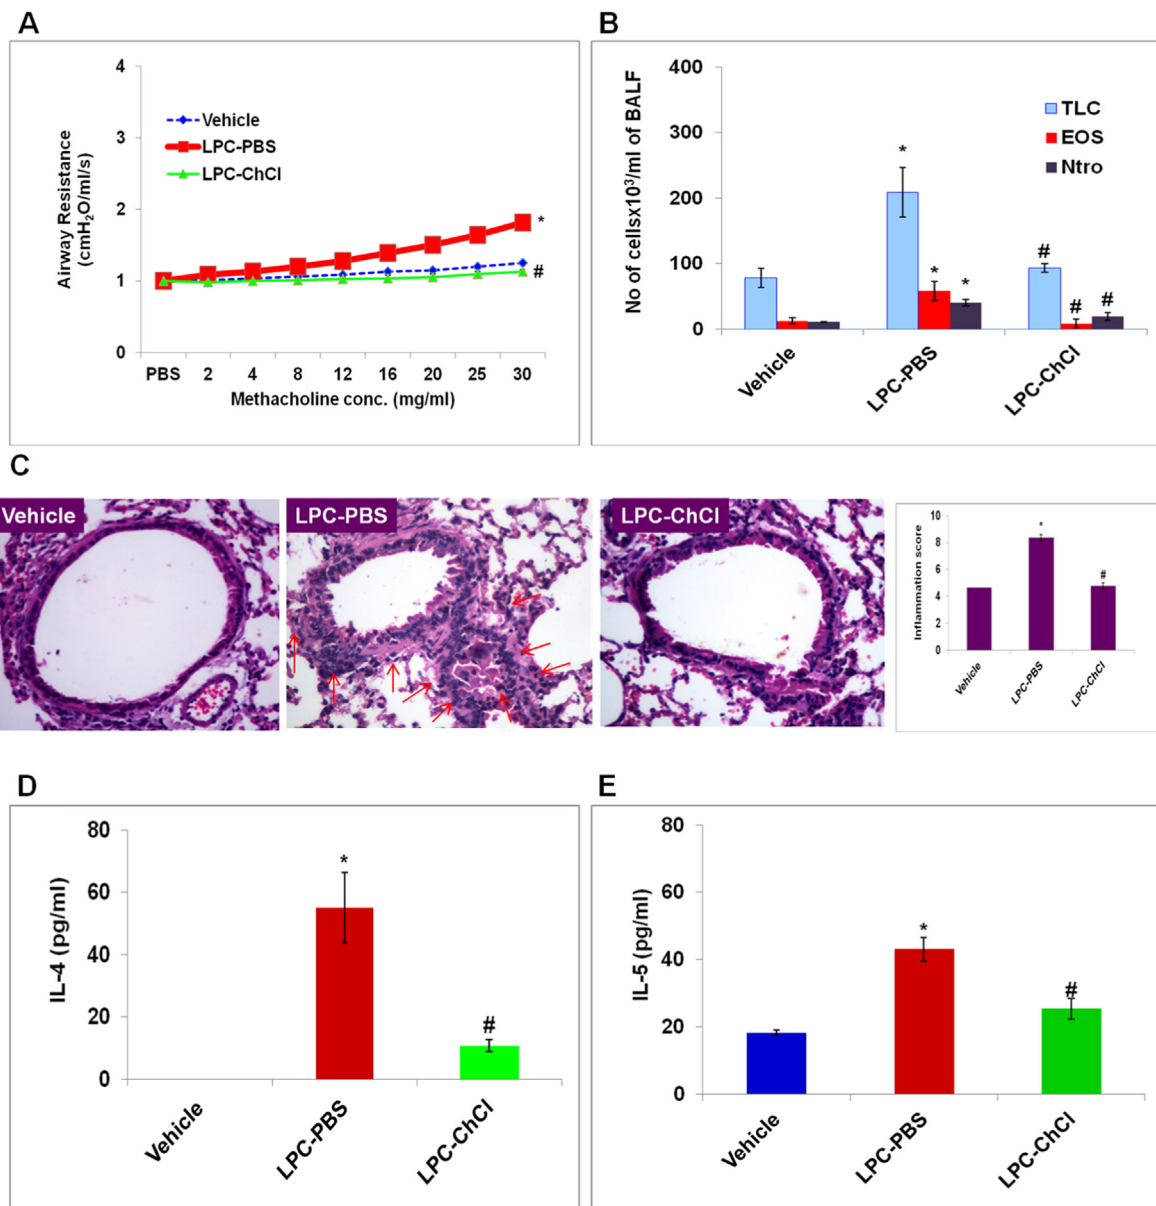 A
4
3
2
1
0
Airway Resistance
(cmH₂O/ml/s)
Vehicle
LPC-PBS
LPC-ChCl
*
#
PBS 2 4 8 12 16 20 25 30
Methacholine conc. (mg/ml)
B
400
300
200
100
0
No of cellsx10³/ml of BALF
TLC
EOS
Ntro
*
* *
#
# #
Vehicle
LPC-PBS
LPC-ChCl
C
Vehicle
LPC-PBS
LPC-ChCl
10
8
6
4
2
0
Inflammation score
*
#
Vehicle
LPC-PBS
LPC-ChCl
D
80
60
40
20
0
IL-4 (pg/ml)
*
#
Vehicle
LPC-PBS
LPC-ChCl
E
80
60
40
20
0
IL-5 (pg/ml)
*
#
Vehicle
LPC-PBS
LPC-ChCl